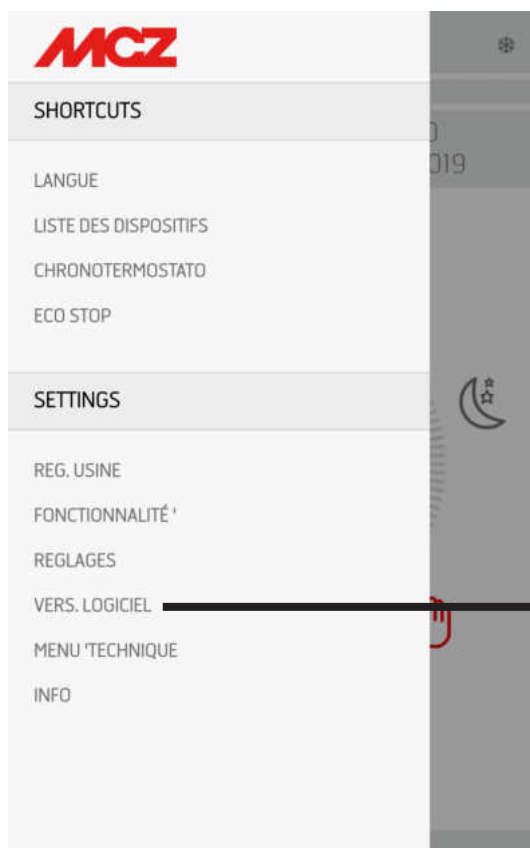 MCZ
SHORTCUTS
019
LANGUE
LISTE DES DISPOSITIFS
CHRONOTERMOSTATO
ECO STOP
SETTINGS
REG. USINE
FONCTIONNALITÉ '
REGLAGES
VERS. LOGICIEL
MENU 'TECHNIQUE
INFO